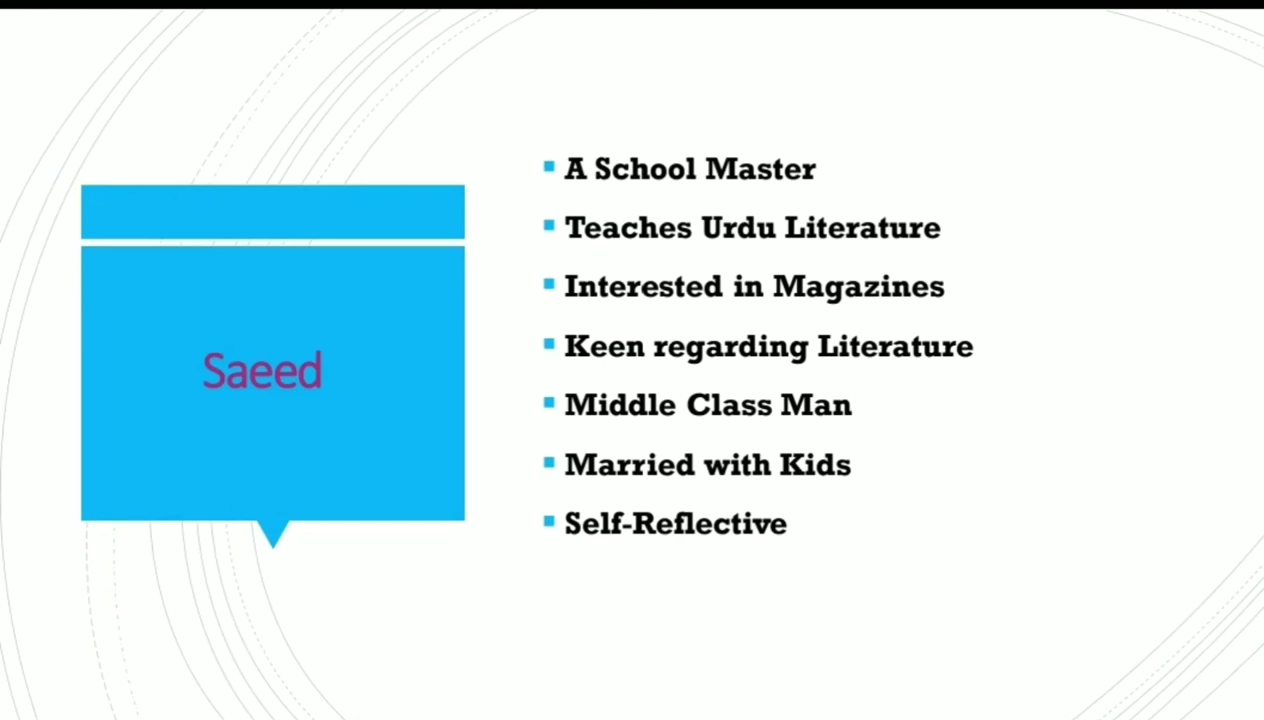 Saeed
A School Master
Teaches Urdu Literature
Interested in Magazines
Keen regarding Literature
Middle Class Man
Married with Kids
Self-Reflective